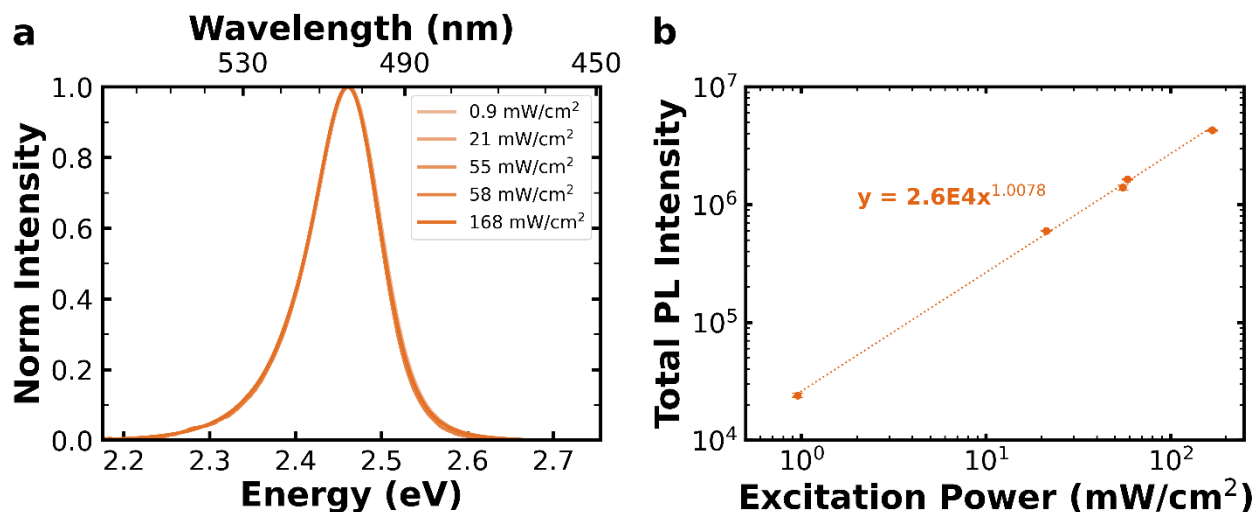 a
Wavelength (nm)
530 490 450
1.0
0.8
0.6
0.4
0.2
0.0
Norm Intensity
0.9 mW/cm²
21 mW/cm²
55 mW/cm²
58 mW/cm²
168 mW/cm²
2.2 2.3 2.4 2.5 2.6 2.7
Energy (eV)
b
10⁷
10⁶
10⁵
10⁴
Total PL Intensity
y = 2.6E4x¹·⁰⁰⁷⁸
10⁰ 10¹ 10²
Excitation Power (mW/cm²)